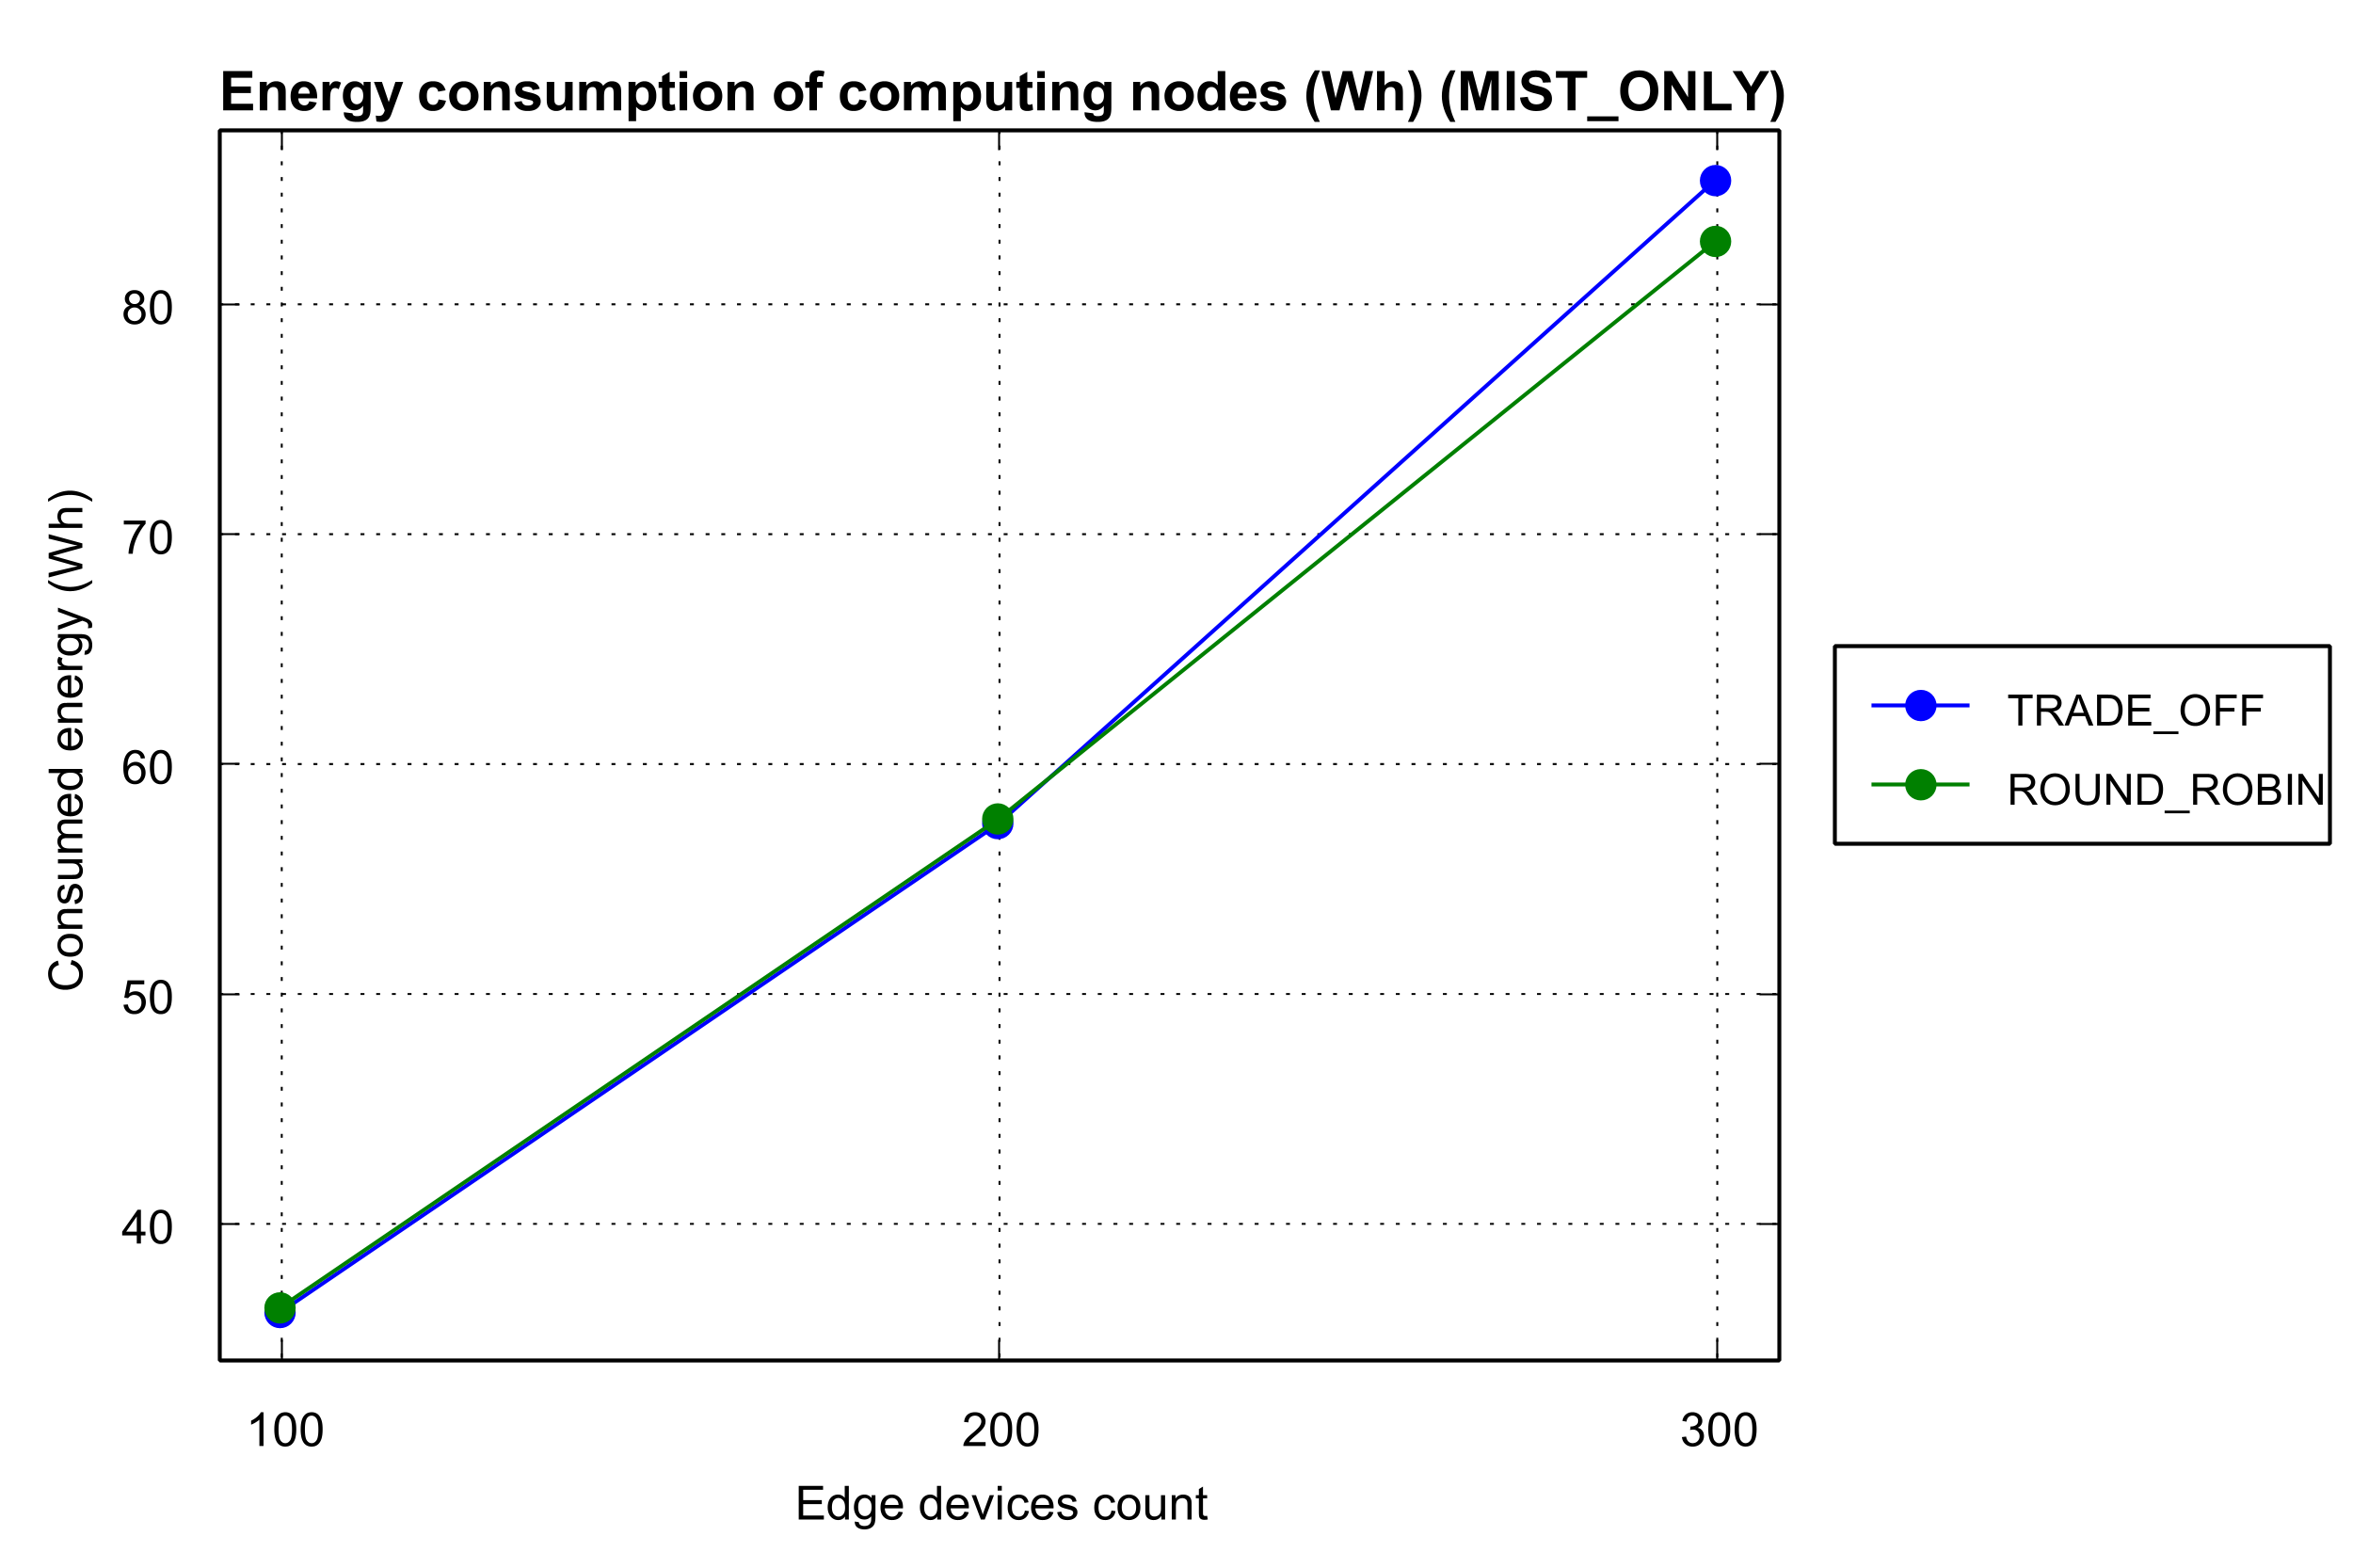 Energy consumption of computing nodes (Wh) (MIST_ONLY)
Consumed energy (Wh)
80
70
60
50
40
100 200 300
Edge devices count
TRADE_OFF
ROUND_ROBIN